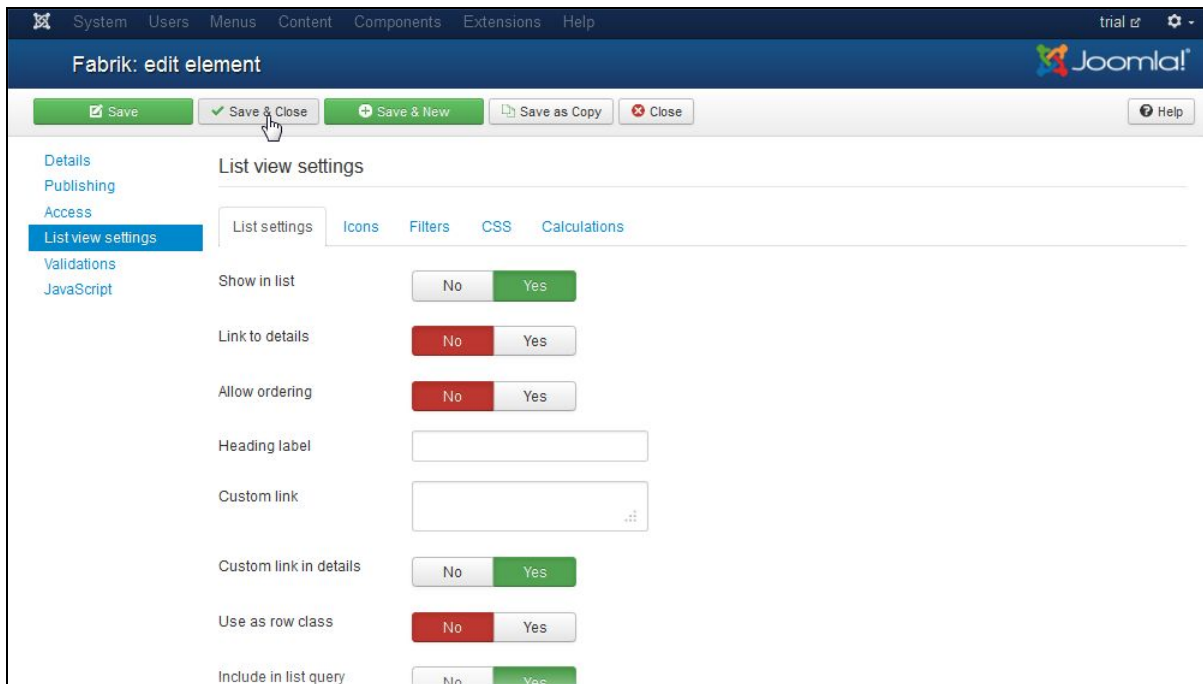 System Users Menus Content Components Extensions Help trial
Fabrik: edit element Joomla!
Save Save & Close Save & New Save as Copy Close Help
Details
Publishing
Access
List view settings
Validations
JavaScript
List view settings
List settings Icons Filters CSS Calculations
Show in list No Yes
Link to details No Yes
Allow ordering No Yes
Heading label
Custom link
Custom link in details No Yes
Use as row class No Yes
Include in list query No Yes